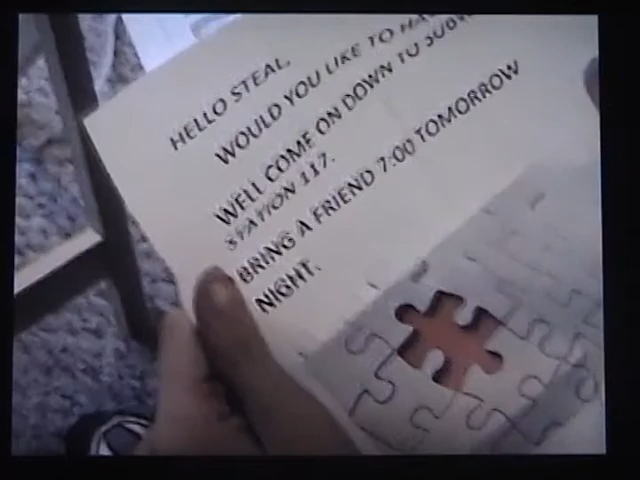 HELLO STEAL,
WOULD YOU LIKE TO
WELL COME ON DOWN TO
STATION 117.
BRING A FRIEND 7:00 TOMORROW
NIGHT.